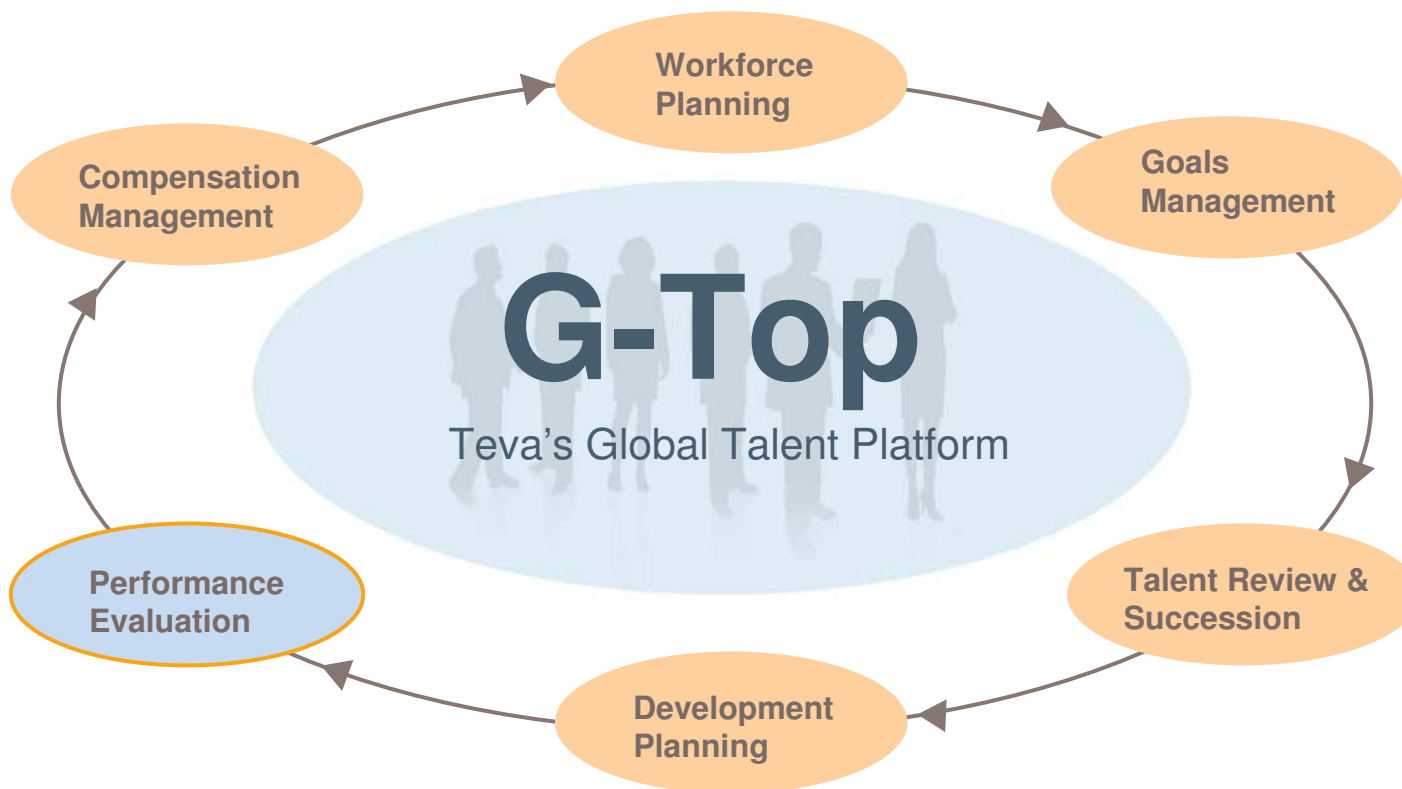 Workforce
Planning
Goals
Management
Talent Review &
Succession
Development
Planning
Performance
Evaluation
Compensation
Management
G-Top
Teva’s Global Talent Platform